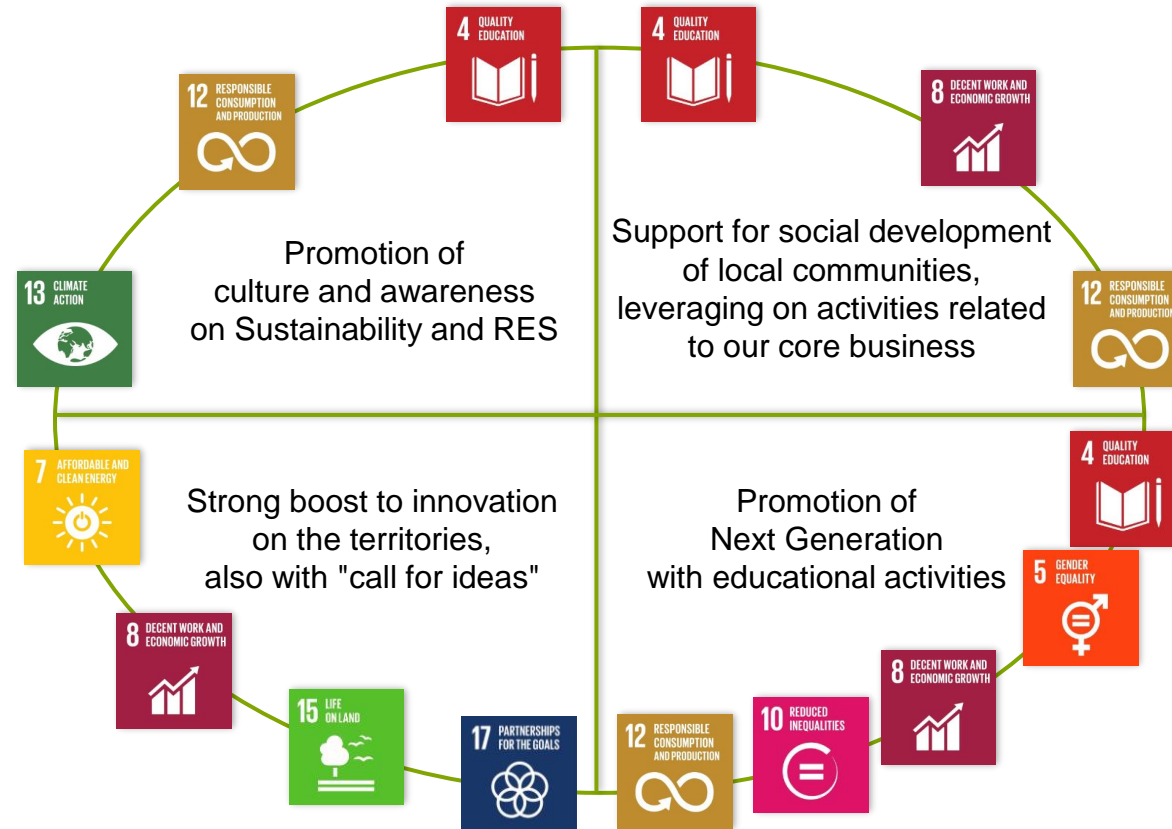 4 QUALITY
EDUCATION
4 QUALITY
EDUCATION
12 RESPONSIBLE
CONSUMPTION
AND PRODUCTION
8 DECENT WORK AND
ECONOMIC GROWTH
13 CLIMATE
ACTION
Promotion of
culture and awareness
on Sustainability and RES
Support for social development
of local communities,
leveraging on activities related
to our core business
12 RESPONSIBLE
CONSUMPTION
AND PRODUCTION
7 AFFORDABLE AND
CLEAN ENERGY
Strong boost to innovation
on the territories,
also with "call for ideas"
Promotion of
Next Generation
with educational activities
4 QUALITY
EDUCATION
5 GENDER
EQUALITY
8 DECENT WORK AND
ECONOMIC GROWTH
15 LIFE
ON LAND
17 PARTNERSHIPS
FOR THE GOALS
12 RESPONSIBLE
CONSUMPTION
AND PRODUCTION
10 REDUCED
INEQUALITIES
8 DECENT WORK AND
ECONOMIC GROWTH